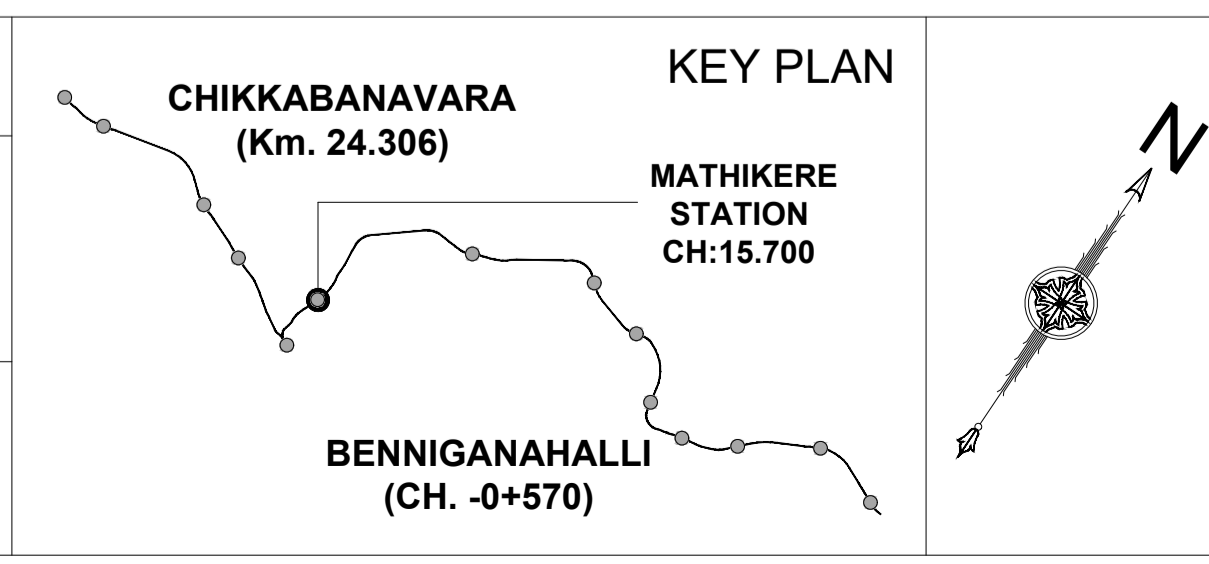 KEY PLAN
CHIKKABANAVARA
(Km. 24.306)
MATHIKERE
STATION
CH:15.700
BENNIGANAHALLI
(CH. -0+570)
N